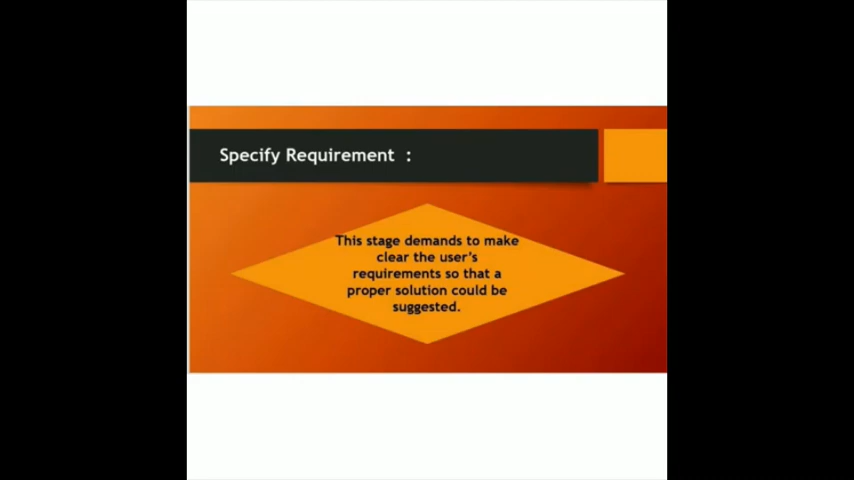 Specify Requirement :
This stage demands to make
clear the user's
requirements so that a
proper solution could be
suggested.